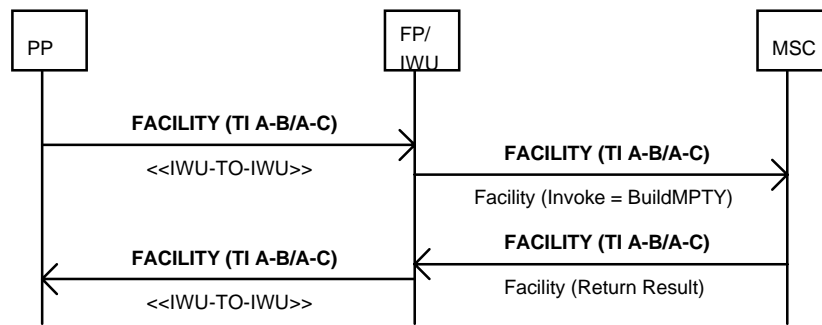 PP
FP/
IWU
MSC
FACILITY (TI A-B/A-C)
<<IWU-TO-IWU>>
FACILITY (TI A-B/A-C)
Facility (Invoke = BuildMPTY)
FACILITY (TI A-B/A-C)
Facility (Return Result)
FACILITY (TI A-B/A-C)
<<IWU-TO-IWU>>